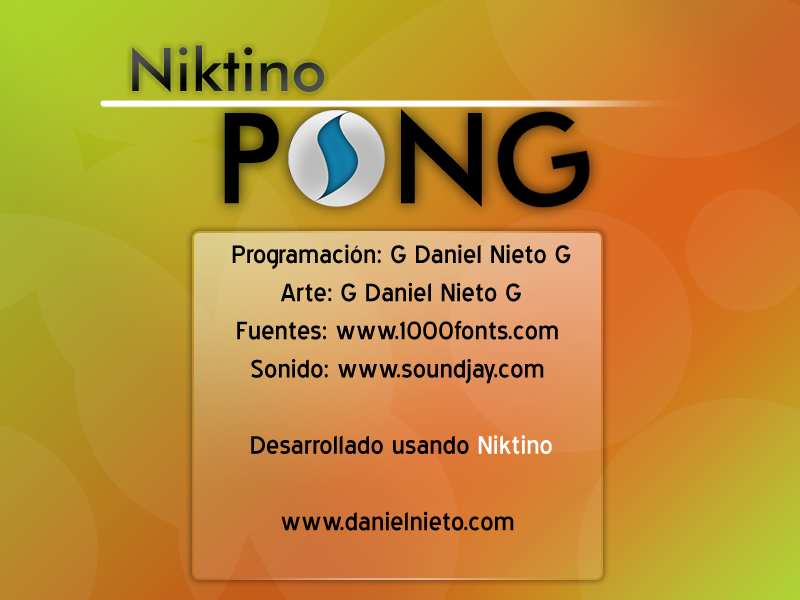 Niktino
PONG
Programación: G Daniel Nieto G
Arte: G Daniel Nieto G
Fuentes: www.1000fonts.com
Sonido: www.soundjay.com
Desarrollado usando Niktino
www.danielnieto.com